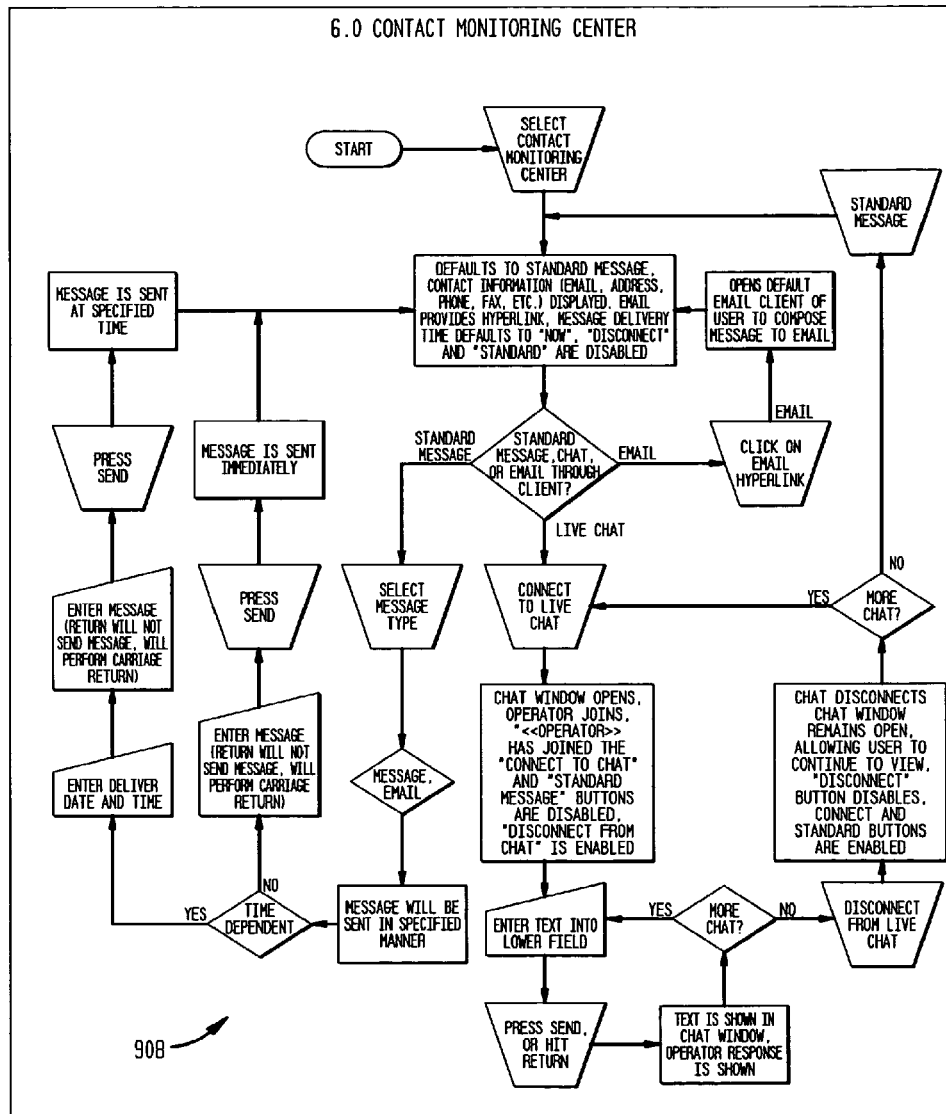 6.0 CONTACT MONITORING CENTER
START
SELECT
CONTACT
MONITORING
CENTER
STANDARD
MESSAGE
MESSAGE IS SENT
AT SPECIFIED
TIME
DEFAULTS TO STANDARD MESSAGE,
CONTACT INFORMATION (EMAIL, ADDRESS,
PHONE, FAX, ETC.) DISPLAYED. EMAIL
PROVIDES HYPERLINK, MESSAGE DELIVERY
TIME DEFAULTS TO "NOW", "DISCONNECT"
AND "STANDARD" ARE DISABLED
OPENS DEFAULT
EMAIL CLIENT OF
USER TO COMPOSE
MESSAGE TO EMAIL
EMAIL
PRESS
SEND
MESSAGE IS SENT
IMMEDIATELY
STANDARD
MESSAGE
STANDARD
MESSAGE, CHAT,
OR EMAIL THROUGH
CLIENT?
EMAIL
CLICK ON
EMAIL
HYPERLINK
LIVE CHAT
ENTER MESSAGE
(RETURN WILL NOT
SEND MESSAGE, WILL
PERFORM CARRIAGE
RETURN)
PRESS
SEND
SELECT
MESSAGE
TYPE
CONNECT
TO LIVE
CHAT
YES
MORE
CHAT?
NO
ENTER DELIVER
DATE AND TIME
ENTER MESSAGE
(RETURN WILL NOT
SEND MESSAGE, WILL
PERFORM CARRIAGE
RETURN)
MESSAGE,
EMAIL
CHAT WINDOW OPENS,
OPERATOR JOINS,
"<<OPERATOR>>
HAS JOINED THE
"CONNECT TO CHAT"
AND "STANDARD
MESSAGE" BUTTONS
ARE DISABLED,
"DISCONNECT FROM
CHAT" IS ENABLED
CHAT DISCONNECTS
CHAT WINDOW
REMAINS OPEN,
ALLOWING USER TO
CONTINUE TO VIEW,
"DISCONNECT"
BUTTON DISABLES,
CONNECT AND
STANDARD BUTTONS
ARE ENABLED
YES
NO
TIME
DEPENDENT
MESSAGE WILL BE
SENT IN SPECIFIED
MANNER
ENTER TEXT INTO
LOWER FIELD
YES
MORE
CHAT?
NO
DISCONNECT
FROM LIVE
CHAT
908
PRESS SEND,
OR HIT
RETURN
TEXT IS SHOWN IN
CHAT WINDOW,
OPERATOR RESPONSE
IS SHOWN